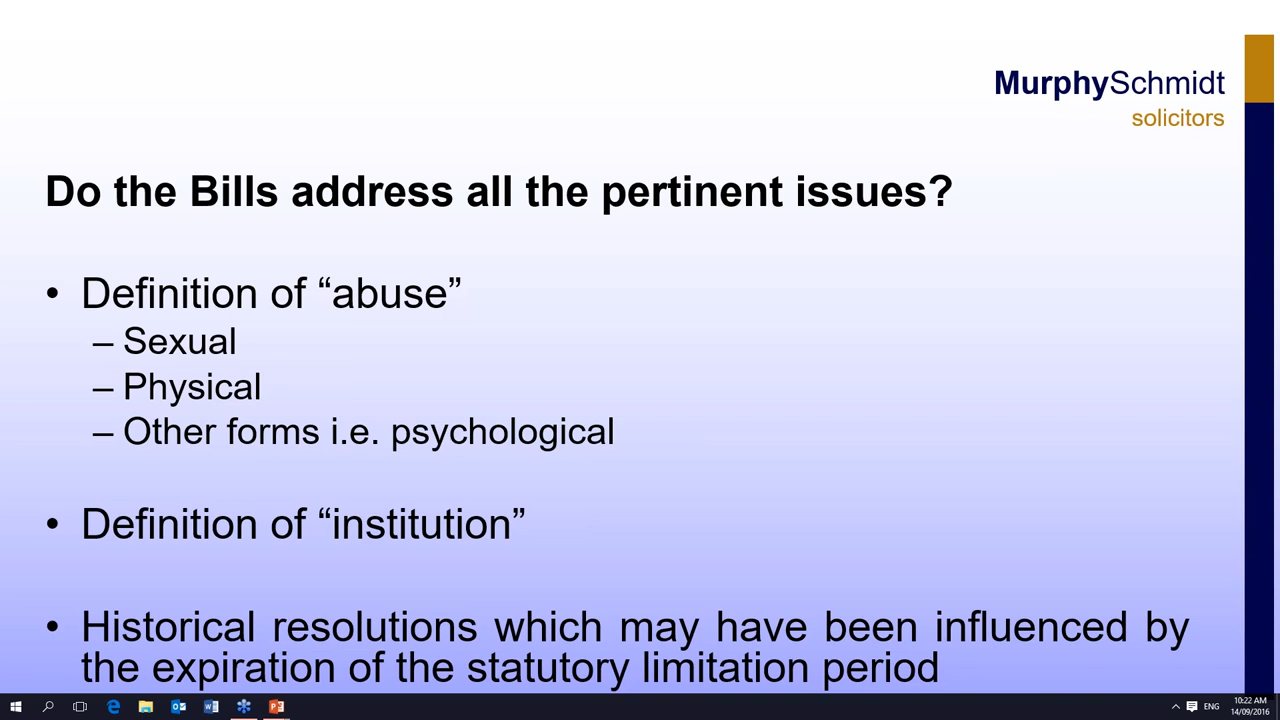 MurphySchmidt
solicitors
Do the Bills address all the pertinent issues?
• Definition of “abuse”
– Sexual
– Physical
– Other forms i.e. psychological
• Definition of “institution”
• Historical resolutions which may have been influenced by
the expiration of the statutory limitation period
ENG
10:22 AM
14/09/2016